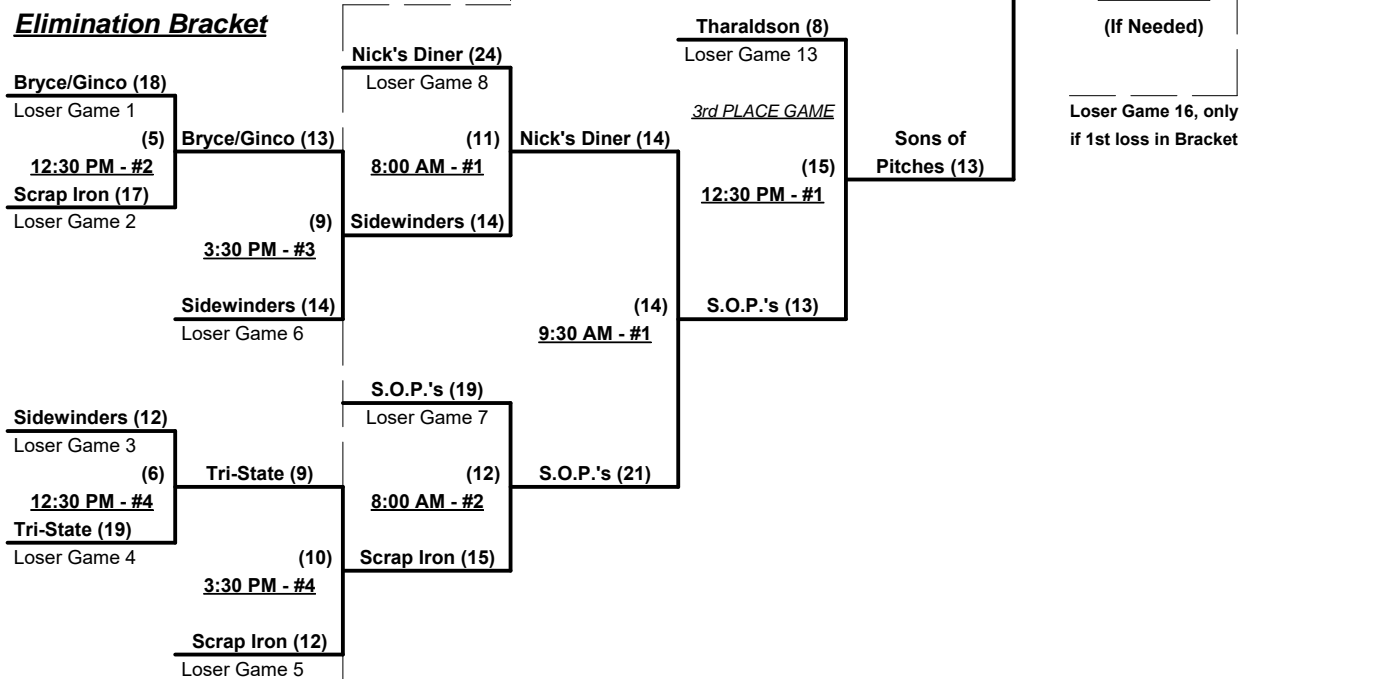 Elimination Bracket
Bryce/Ginco (18)
Loser Game 1
(5)
12:30 PM - #2
Scrap Iron (17)
Loser Game 2
Bryce/Ginco (13)
(9)
3:30 PM - #3
Sidewinders (14)
Loser Game 6
Sidewinders (12)
Loser Game 3
(6)
12:30 PM - #4
Tri-State (19)
Loser Game 4
Tri-State (9)
(10)
3:30 PM - #4
Scrap Iron (12)
Loser Game 5
Nick's Diner (24)
Loser Game 8
(11)
8:00 AM - #1
Sidewinders (14)
S.O.P.'s (19)
Loser Game 7
(12)
8:00 AM - #2
Scrap Iron (15)
Nick's Diner (14)
(14)
9:30 AM - #1
S.O.P.'s (21)
Tharaldson (8)
Loser Game 13
3rd PLACE GAME
(15)
12:30 PM - #1
S.O.P.'s (13)
Sons of
Pitches (13)
(If Needed)
Loser Game 16, only
if 1st loss in Bracket